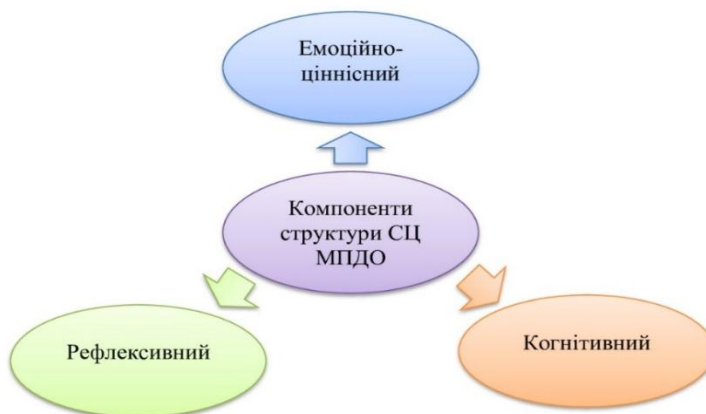 Емоційно-
ціннісний
Компоненти
структури СЦ
МПДО
Рефлексивний
Когнітивний